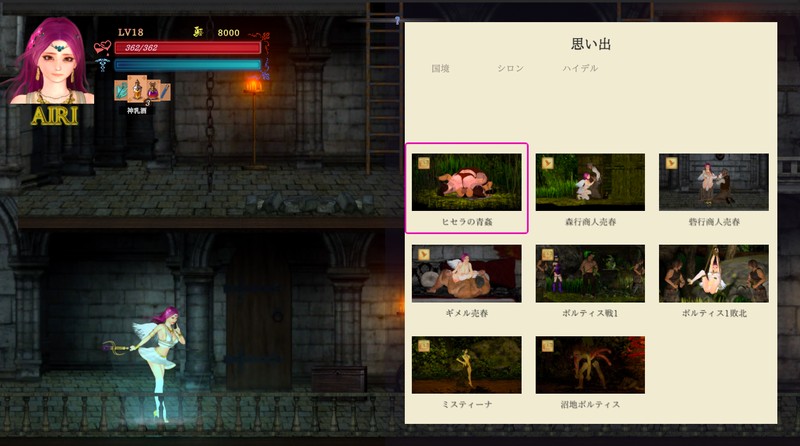 LV18
8000
362/362
3
神乳酒
AIRI
思い出
国境
シロン
ハイデル
ヒセラの青姦
森行商人売春
砦行商人売春
ギメル売春
ボルティス戦1
ボルティス1敗北
ミスティーナ
沼地ボルティス